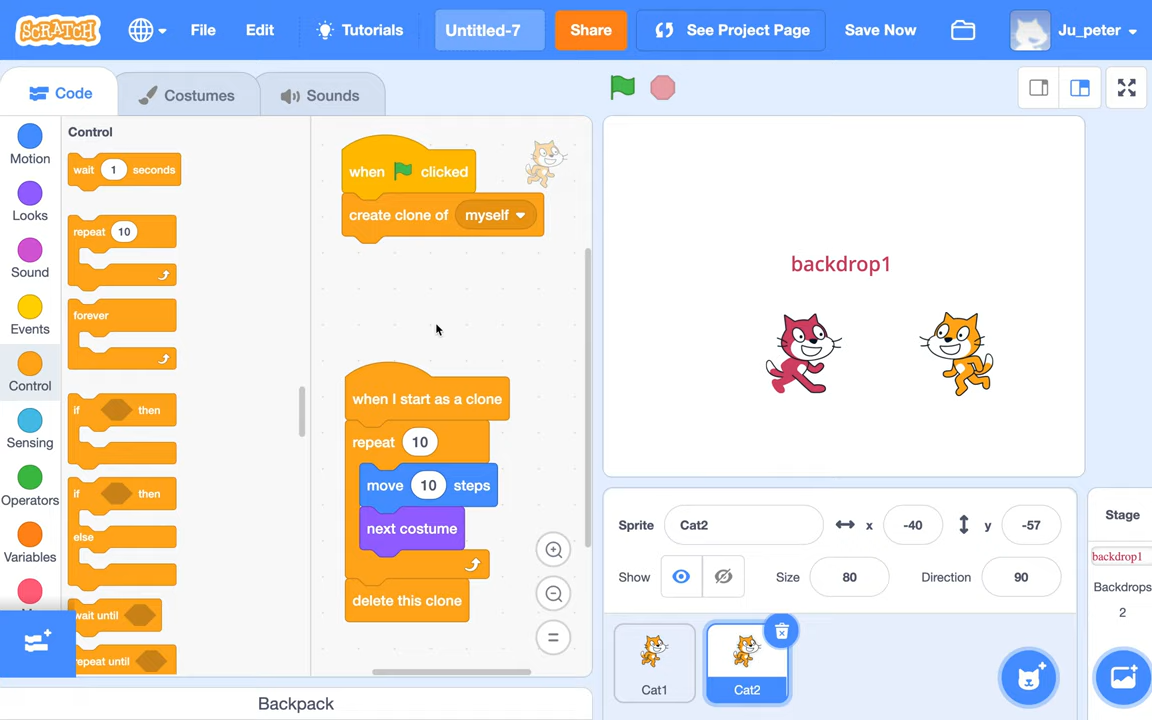 SCRATCH
File
Edit
Tutorials
Untitled-7
Share
See Project Page
Save Now
Ju_peter
Code
Costumes
Sounds
Motion
Looks
Sound
Events
Control
Sensing
Operators
Variables
Control
wait 1 seconds
repeat 10
forever
if then
if then
else
wait until
repeat until
when clicked
create clone of myself
when I start as a clone
repeat 10
move 10 steps
next costume
delete this clone
Backpack
backdrop1
Sprite Cat2 x -40 y -57
Show Size 80 Direction 90
Cat1
Cat2
Stage
backdrop1
Backdrops
2